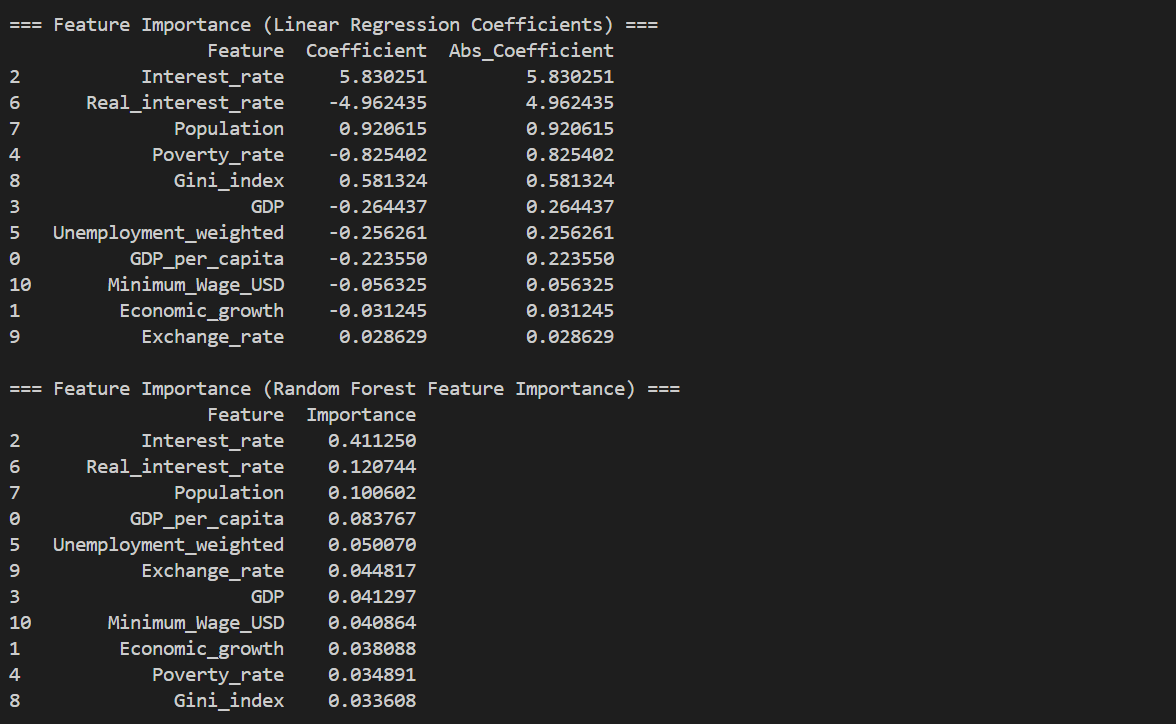 === Feature Importance (Linear Regression Coefficients) ===
                  Feature  Coefficient  Abs_Coefficient
2            Interest_rate     5.830251         5.830251
6       Real_interest_rate    -4.962435         4.962435
7               Population     0.920615         0.920615
4             Poverty_rate    -0.825402         0.825402
8               Gini_index     0.581324         0.581324
3                      GDP    -0.264437         0.264437
5    Unemployment_weighted    -0.256261         0.256261
0           GDP_per_capita    -0.223550         0.223550
10        Minimum_Wage_USD    -0.056325         0.056325
1          Economic_growth    -0.031245         0.031245
9            Exchange_rate     0.028629         0.028629

=== Feature Importance (Random Forest Feature Importance) ===
                  Feature  Importance
2            Interest_rate    0.411250
6       Real_interest_rate    0.120744
7               Population    0.100602
0           GDP_per_capita    0.083767
5    Unemployment_weighted    0.050070
9            Exchange_rate    0.044817
3                      GDP    0.041297
10        Minimum_Wage_USD    0.040864
1          Economic_growth    0.038088
4             Poverty_rate    0.034891
8               Gini_index    0.033608